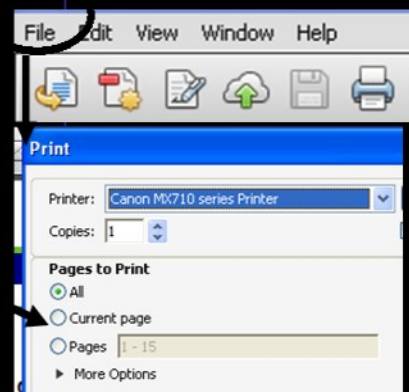 File Edit View Window Help
Print
Printer: Canon MX710 series Printer
Copies: 1
Pages to Print
All
Current page
Pages 1 - 15
More Options